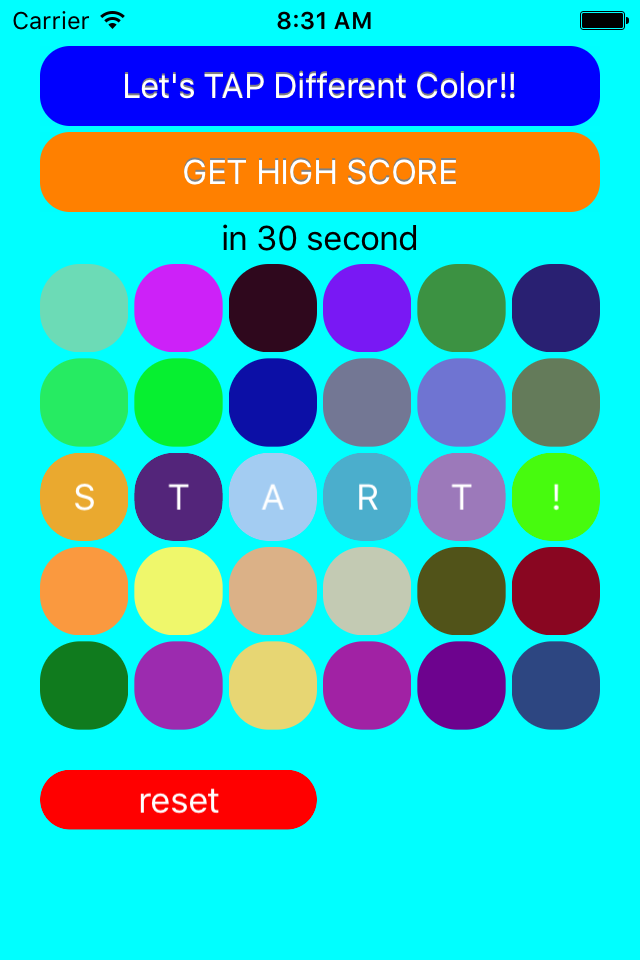 Carrier 8:31 AM
Let's TAP Different Color!!
GET HIGH SCORE
in 30 second
S T A R T !
reset